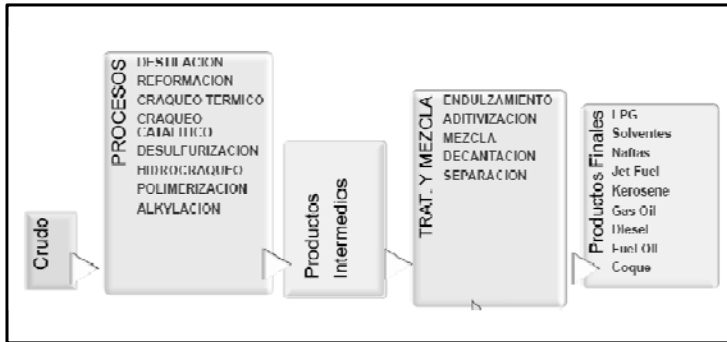 Crudo
PROCESOS
DESTILACION
REFORMACION
CRAQUEO TERMICO
CRAQUEO
CATALITICO
DESULFURIZACION
HIDROCRAQUEO
POLIMERIZACION
ALKYLACION
Productos
Intermedios
TRAT. Y MEZCLA
ENDULZAMIENTO
ADITIVIZACION
MEZCLA
DECANTACION
SEPARACION
Productos Finales
LPG
Solventes
Naftas
Jet Fuel
Kerosene
Gas Oil
Diesel
Fuel Oil
Coque